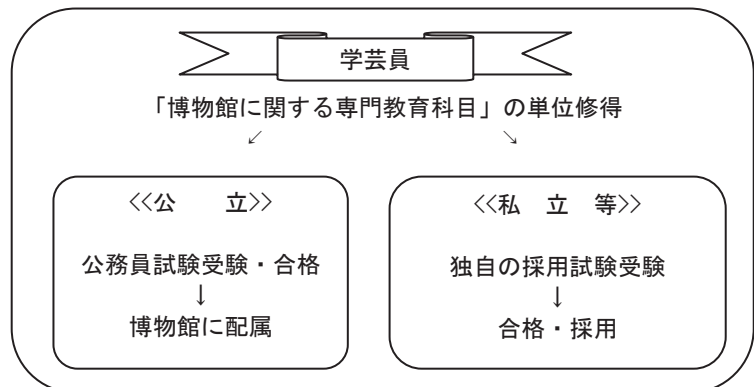 学芸員
「博物館に関する専門教育科目」の単位修得
↙ ↘
<<公 立>>
公務員試験受験・合格
↓
博物館に配属
<<私 立 等>>
独自の採用試験受験
↓
合格・採用